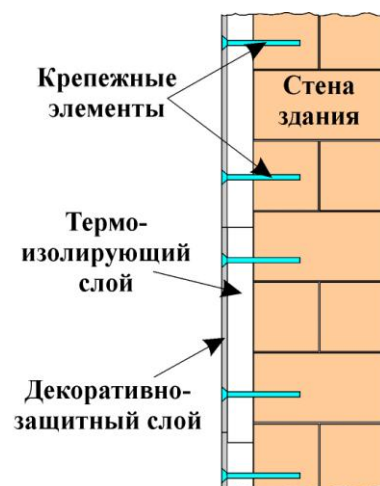 Крепежные
элементы
Стена
здания
Термо-
изолирующий
слой
Декоративно-
защитный слой